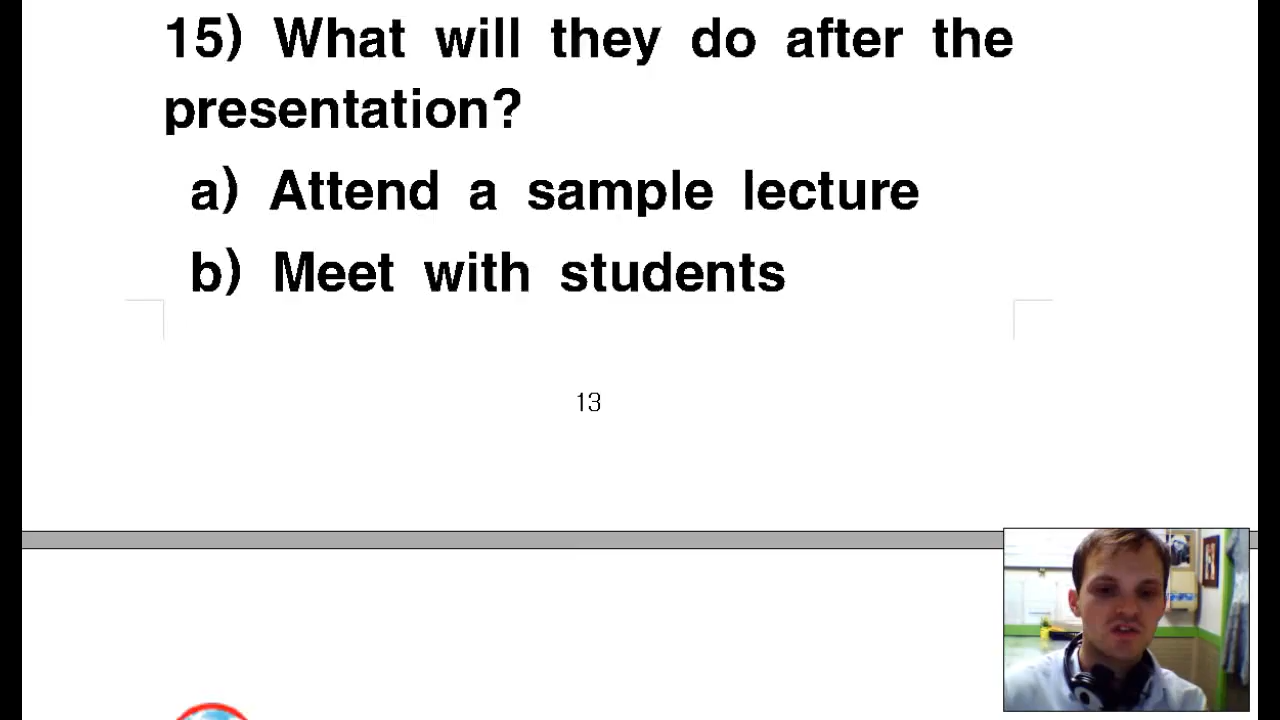 15) What will they do after the
presentation?
a) Attend a sample lecture
b) Meet with students
13